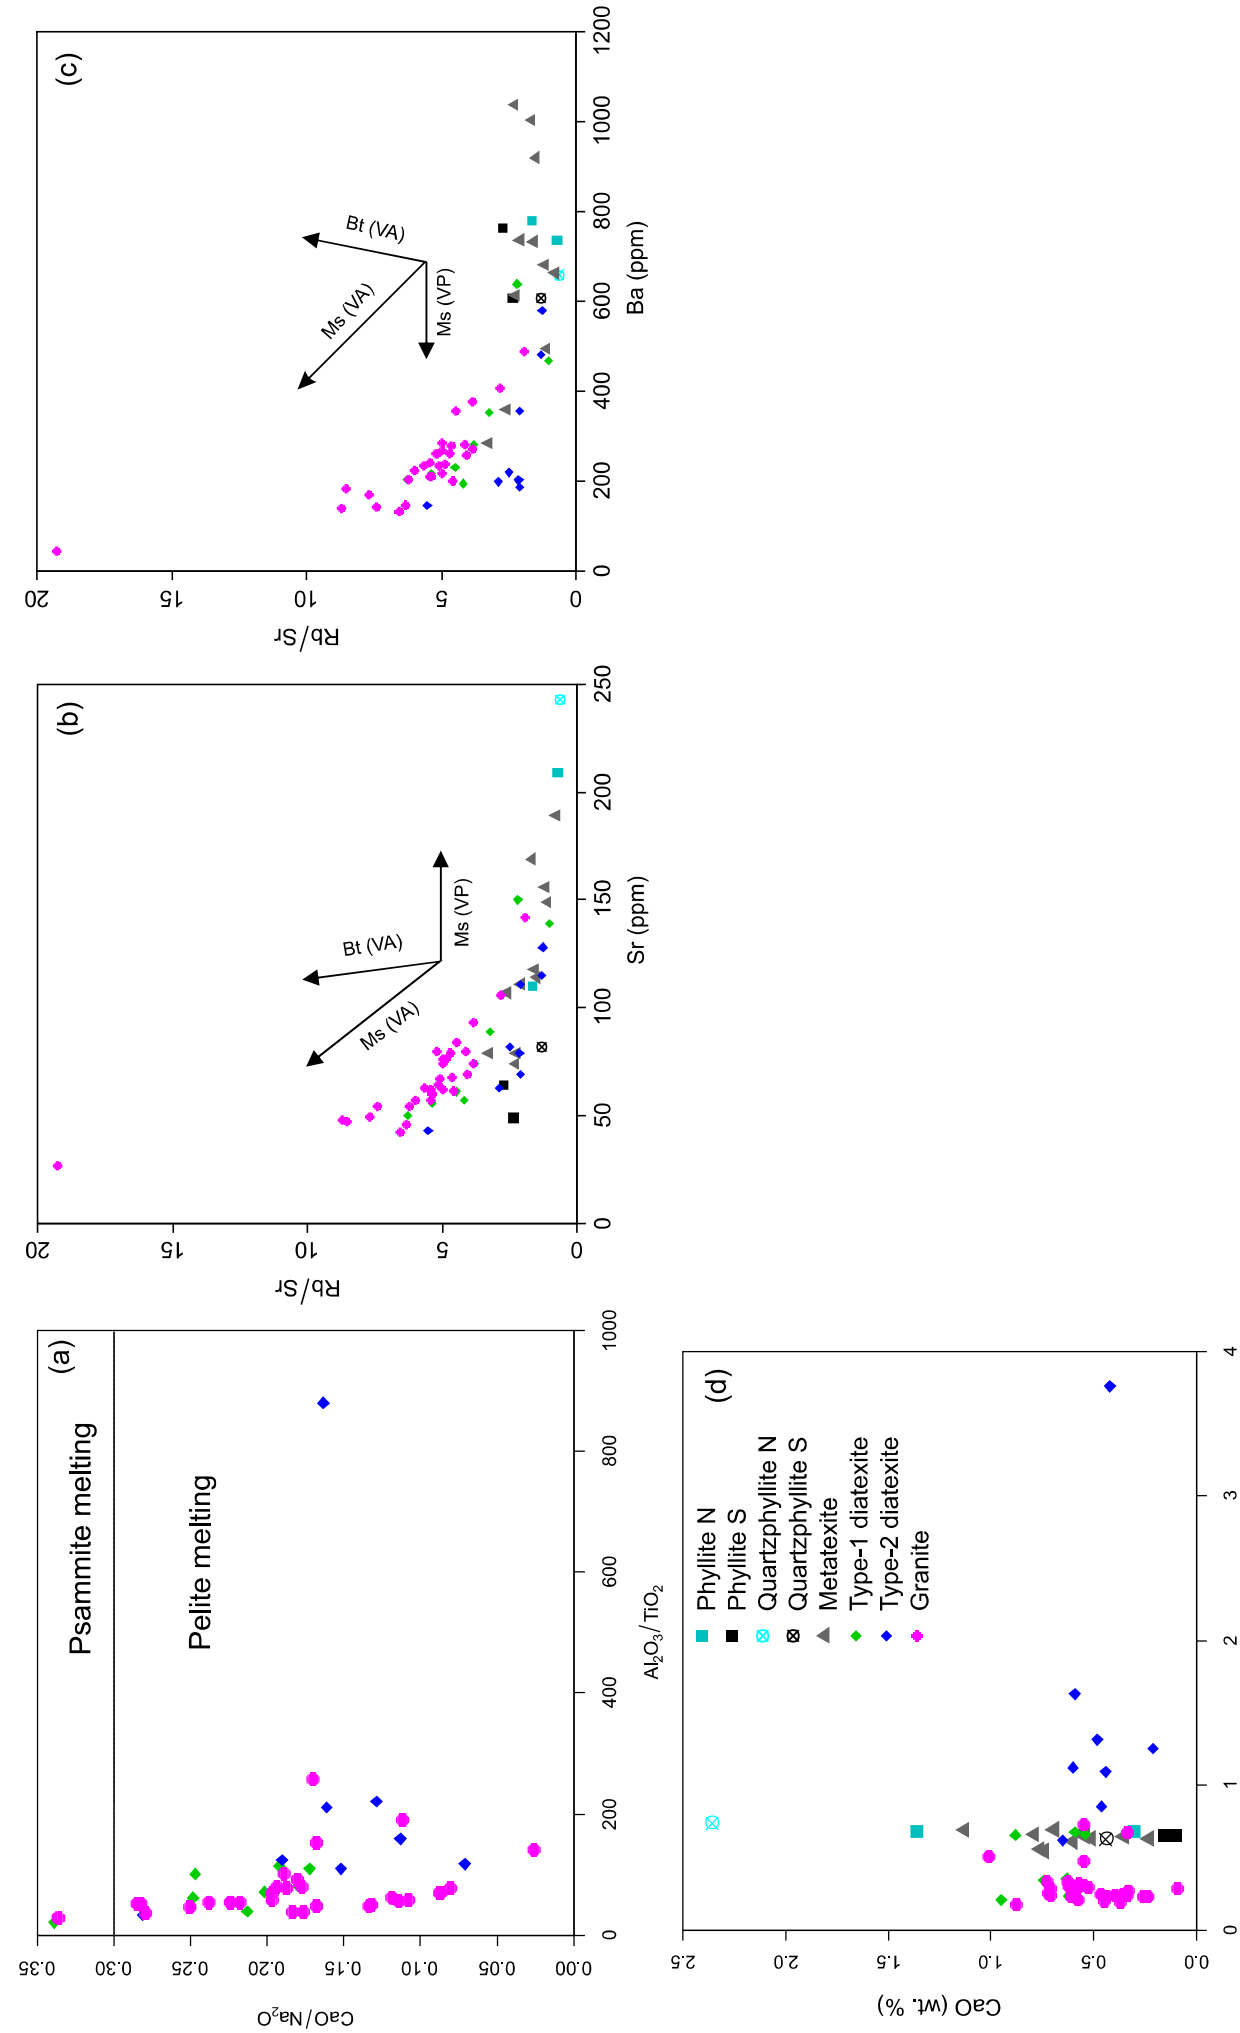 (a)
Psammite melting
Pelite melting
0.35
0.30
0.25
0.20
0.15
0.10
0.05
0.00
CaO/Na₂O
0
200
400
600
800
1000
Al₂O₃/TiO₂
(b)
Ms (VA)
Bt (VA)
Ms (VP)
20
15
10
5
0
Rb/Sr
0
50
100
150
200
250
Sr (ppm)
(c)
Ms (VA)
Bt (VA)
Ms (VP)
20
15
10
5
0
Rb/Sr
0
200
400
600
800
1000
1200
Ba (ppm)
(d)
Phyllite N
Phyllite S
Quartzphyllite N
Quartzphyllite S
Metatexite
Type-1 diatexite
Type-2 diatexite
Granite
2.5
2.0
1.5
1.0
0.5
0.0
CaO (wt. %)
0
1
2
3
4